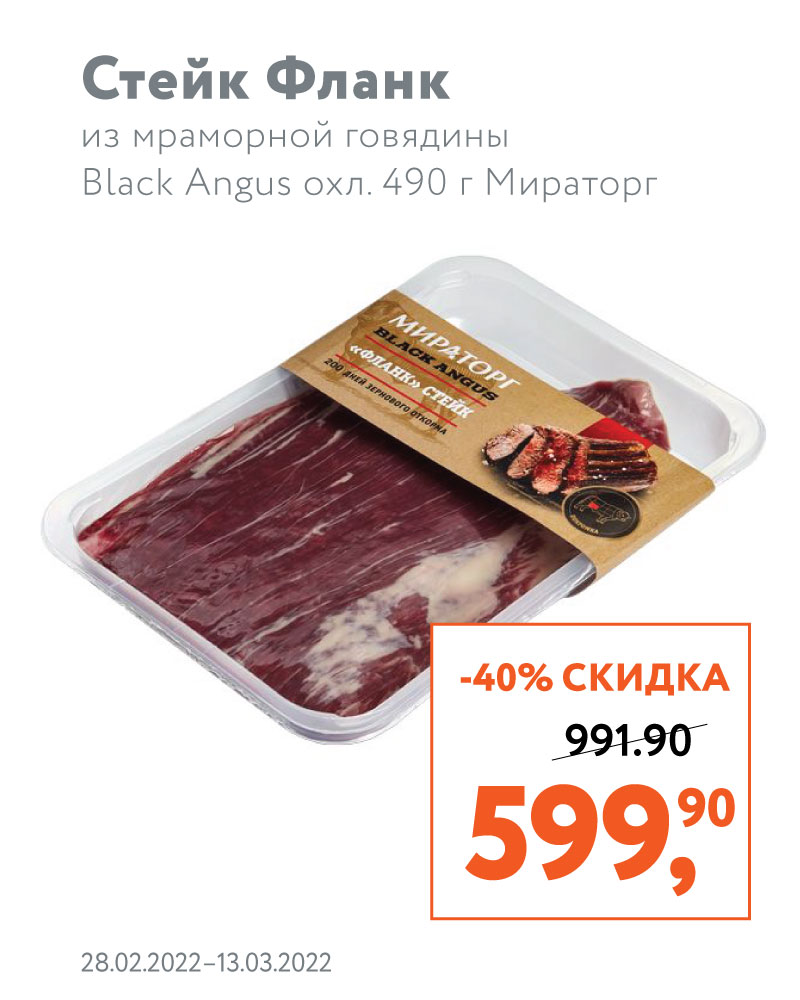 Стейк Фланк
из мраморной говядины
Black Angus охл. 490 г Мираторг
МИРАТОРГ
BLACK ANGUS
«ФЛАНК» СТЕЙК
200 ДНЕЙ ЗЕРНОВОГО ОТКОРМА
-40% СКИДКА
991.90
599,90
28.02.2022–13.03.2022